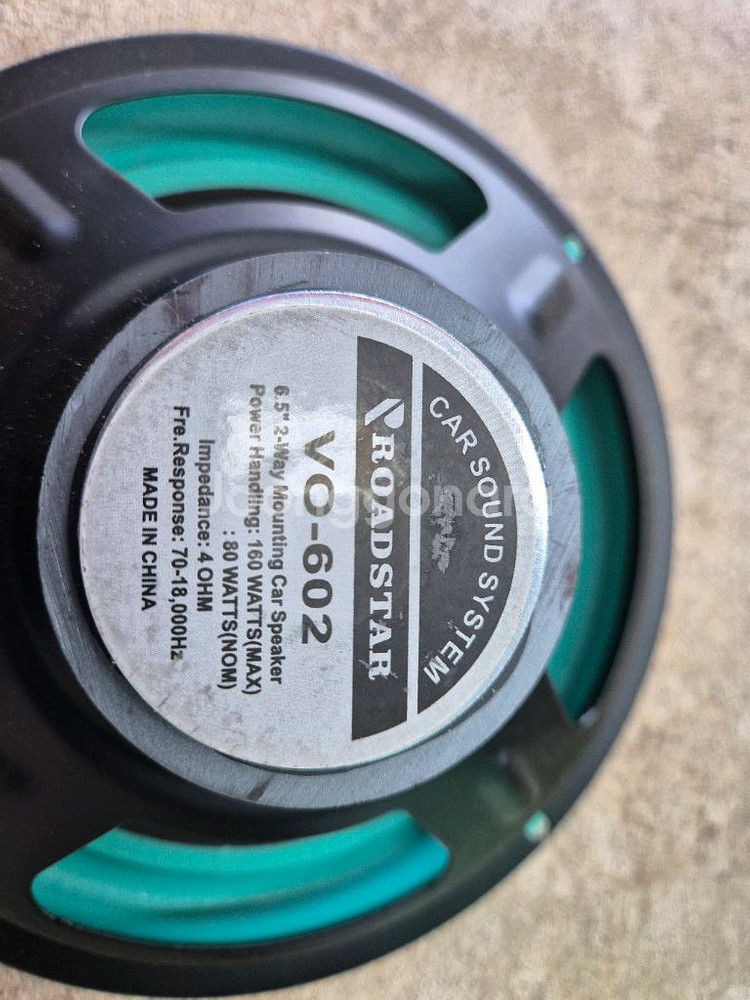 CAR SOUND SYSTEM
ROADSTAR
VO-602
6.5" 2-Way Mounting Car Speaker
Power Handling: 160 WATTS(MAX)
: 80 WATTS(NOM)
Impedance: 4 OHM
Fre.Response: 70-18,000Hz
MADE IN CHINA
Joonggonara